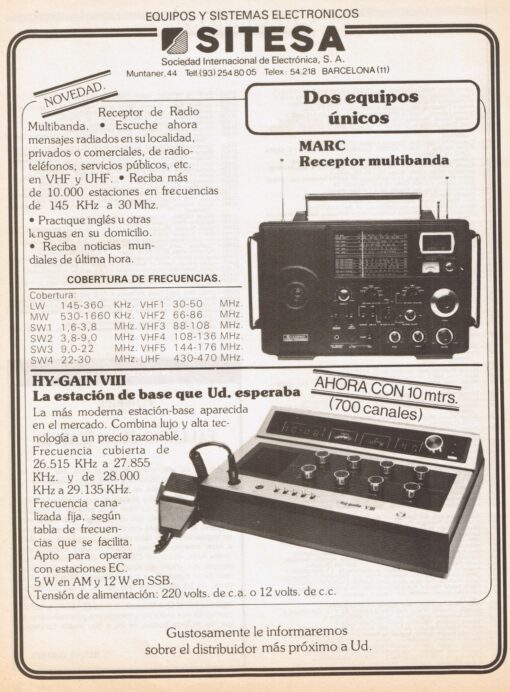 EQUIPOS Y SISTEMAS ELECTRONICOS
SITESA
Sociedad Internacional de Electrónica, S. A.
Muntaner, 44 Telf. (93) 254 80 05 Telex: 54.218 BARCELONA (11)
NOVEDAD.
Receptor de Radio
Multibanda. • Escuche ahora
mensajes radiados en su localidad,
privados o comerciales, de radio-
teléfonos, servicios públicos, etc.
en VHF y UHF. • Reciba más
de 10.000 estaciones en frecuencias
de 145 KHz a 30 Mhz.
• Practique inglés u otras
lenguas en su domicilio.
• Reciba noticias mun-
diales de última hora.
Dos equipos
únicos
MARC
Receptor multibanda
COBERTURA DE FRECUENCIAS.
Cobertura:
LW 145-360 KHz. VHF1 30-50 MHz.
MW 530-1660 KHz. VHF2 66-86 MHz.
SW1 1,6-3,8 MHz. VHF3 88-108 MHz.
SW2 3,8-9,0 MHz. VHF4 108-136 MHz.
SW3 9,0-22 MHz. VHF5 144-176 MHz.
SW4 22-30 MHz. UHF 430-470 MHz.
HY-GAIN VIII
La estación de base que Ud. esperaba
AHORA CON 10 mtrs.
(700 canales)
La más moderna estación-base aparecida
en el mercado. Combina lujo y alta tec-
nología a un precio razonable.
Frecuencia cubierta de
26.515 KHz a 27.855
KHz. y de 28.000
KHz a 29.135 KHz.
Frecuencia cana-
lizada fija, según
tabla de frecuen-
cias que se facilita.
Apto para operar
con estaciones EC.
5 W en AM y 12 W en SSB.
Tensión de alimentación: 220 volts. de c.a. o 12 volts. de c.c.
Gustosamente le informaremos
sobre el distribuidor más próximo a Ud.